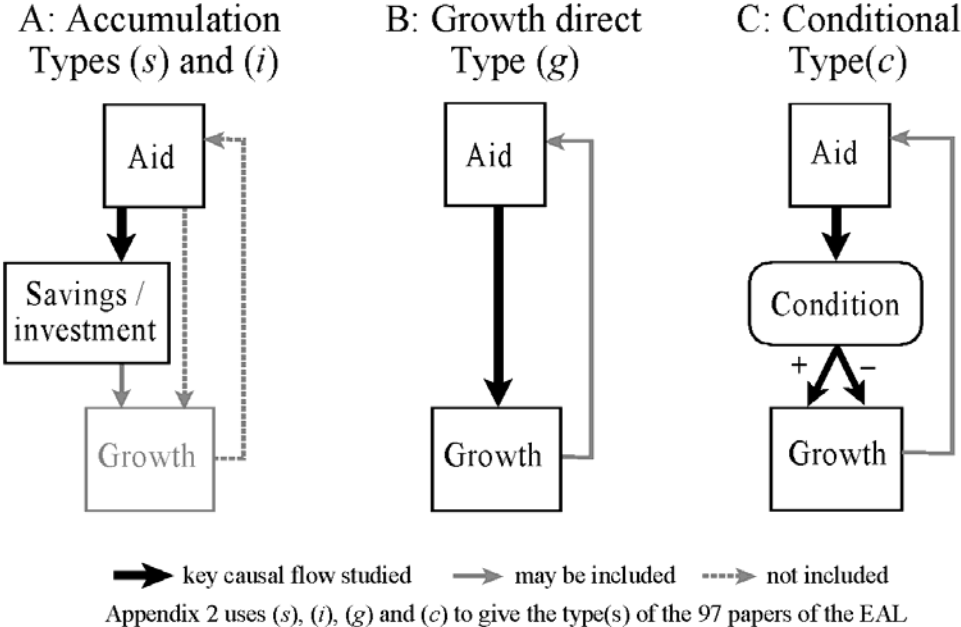 A: Accumulation
Types (s) and (i)
Aid
Savings /
investment
Growth
B: Growth direct
Type (g)
Aid
Growth
C: Conditional
Type(c)
Aid
Condition
+ –
Growth
key causal flow studied
may be included
not included
Appendix 2 uses (s), (i), (g) and (c) to give the type(s) of the 97 papers of the EAL